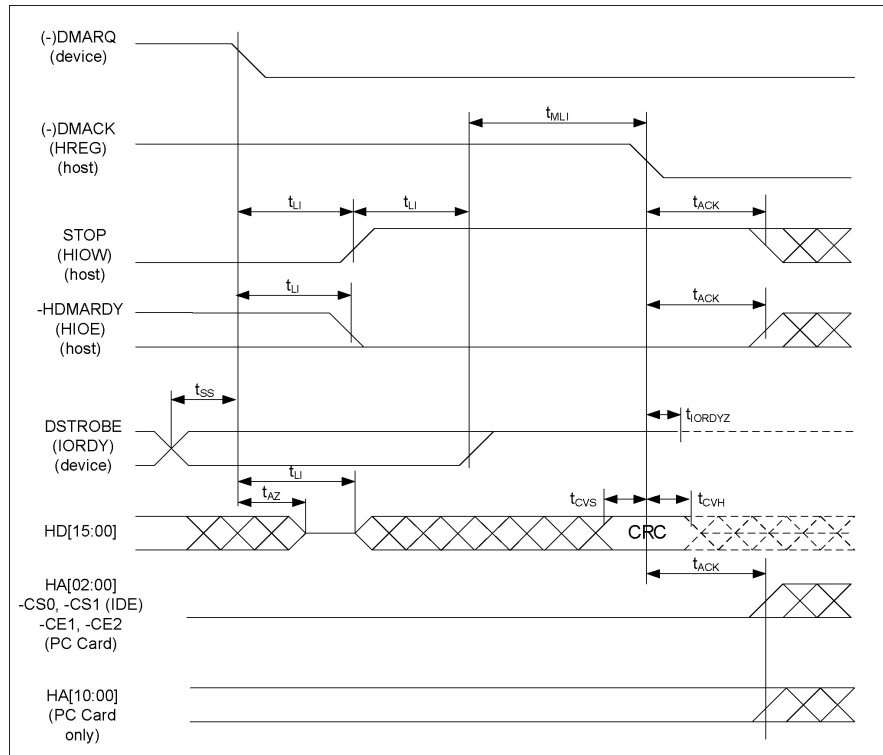 (-)DMARQ
(device)
t_MLI
(-)DMACK
(HREG)
(host)
t_LI
t_LI
t_ACK
STOP
(HIOW)
(host)
t_LI
t_ACK
-HDMARDY
(HIOE)
(host)
t_SS
t_IORDYZ
DSTROBE
(IORDY)
(device)
t_LI
t_AZ
t_CVS
t_CVH
HD[15:00]
CRC
t_ACK
HA[02:00]
-CS0, -CS1 (IDE)
-CE1, -CE2
(PC Card)
HA[10:00]
(PC Card
only)